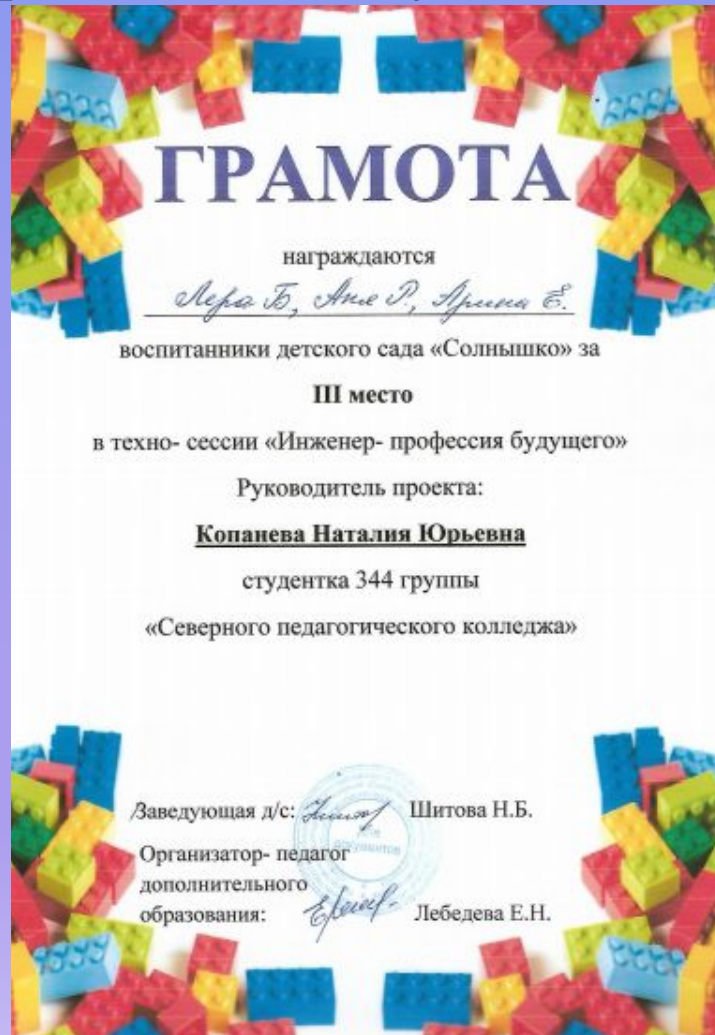 ГРАМОТА
награждаются
Лера Б, Аня Р, Арина Е.
воспитанники детского сада «Солнышко» за
III место
в техно- сессии «Инженер- профессия будущего»
Руководитель проекта:
Копанева Наталия Юрьевна
студентка 344 группы
«Северного педагогического колледжа»
/Заведующая д/с: Шитова Н.Б.
Организатор- педагог
дополнительного
образования: Лебедева Е.Н.
документов